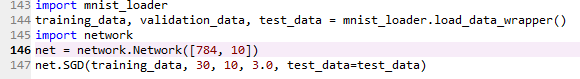 143 import mnist_loader
144 training_data, validation_data, test_data = mnist_loader.load_data_wrapper()
145 import network
146 net = network.Network([784, 10])
147 net.SGD(training_data, 30, 10, 3.0, test_data=test_data)